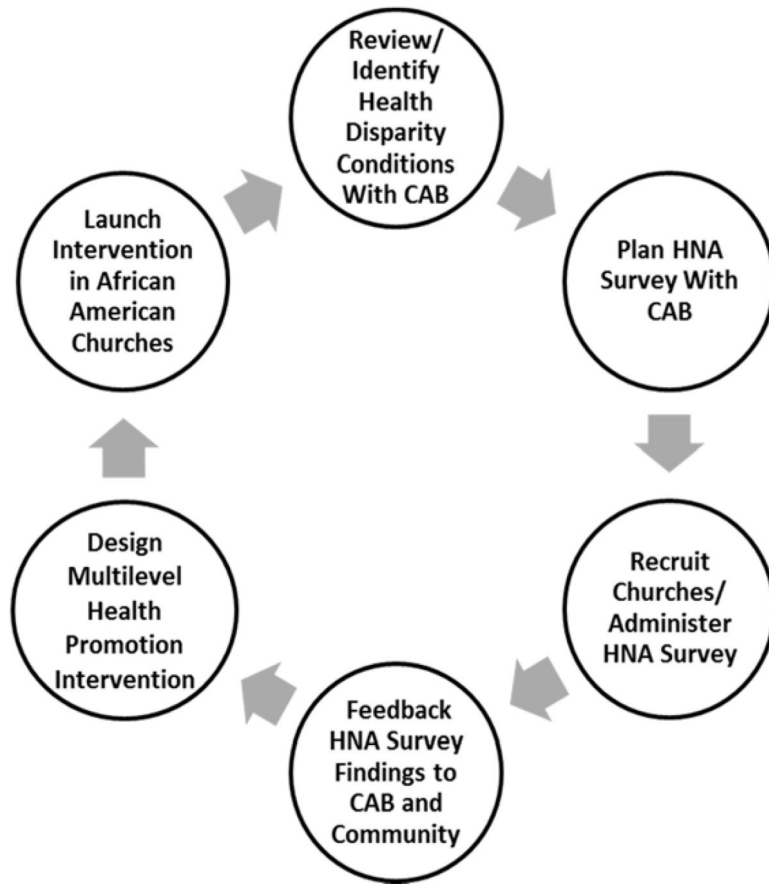 Review/
Identify
Health
Disparity
Conditions
With CAB
Plan HNA
Survey With
CAB
Recruit
Churches/
Administer
HNA Survey
Feedback
HNA Survey
Findings to
CAB and
Community
Design
Multilevel
Health
Promotion
Intervention
Launch
Intervention
in African
American
Churches